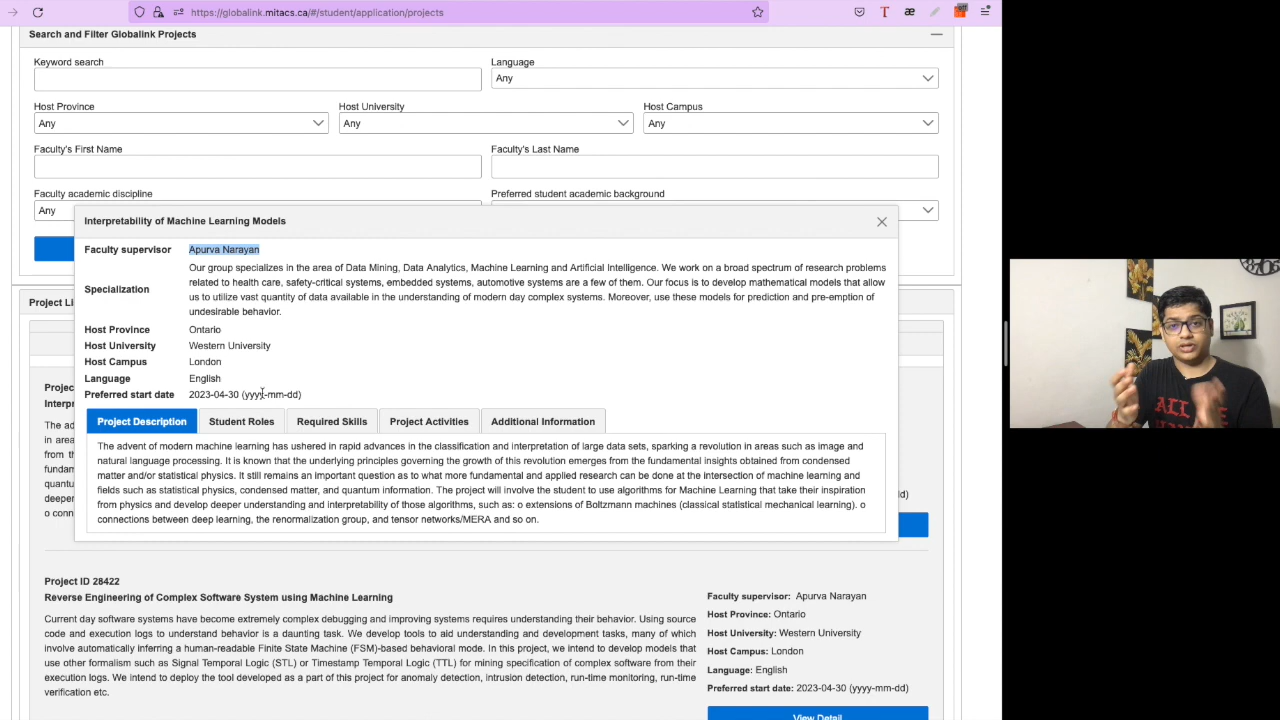 https://globalink.mitacs.ca/#/student/application/projects
Search and Filter Globalink Projects
Keyword search
Language
Any
Host Province
Host University
Host Campus
Any
Any
Any
Faculty's First Name
Faculty's Last Name
Faculty academic discipline
Preferred student academic background
Any
Interpretability of Machine Learning Models
Faculty supervisor
Apurva Narayan
Specialization
Our group specializes in the area of Data Mining, Data Analytics, Machine Learning and Artificial Intelligence. We work on a broad spectrum of research problems
related to health care, safety-critical systems, embedded systems, automotive systems are a few of them. Our focus is to develop mathematical models that allow
us to utilize vast quantity of data available in the understanding of modern day complex systems. Moreover, use these models for prediction and pre-emption of
undesirable behavior.
Host Province
Ontario
Host University
Western University
Host Campus
London
Language
English
Preferred start date
2023-04-30 (yyyy-mm-dd)
Project Description
Student Roles
Required Skills
Project Activities
Additional Information
The advent of modern machine learning has ushered in rapid advances in the classification and interpretation of large data sets, sparking a revolution in areas such as image and
natural language processing. It is known that the underlying principles governing the growth of this revolution emerges from the fundamental insights obtained from condensed
matter and/or statistical physics. It still remains an important question as to what more fundamental and applied research can be done at the intersection of machine learning and
fields such as statistical physics, condensed matter, and quantum information. The project will involve the student to use algorithms for Machine Learning that take their inspiration
from physics and develop deeper understanding and interpretability of those algorithms, such as: o extensions of Boltzmann machines (classical statistical mechanical learning). o
connections between deep learning, the renormalization group, and tensor networks/MERA and so on.
Project ID 28422
Reverse Engineering of Complex Software System using Machine Learning
Current day software systems have become extremely complex debugging and improving systems requires understanding their behavior. Using source
code and execution logs to understand behavior is a daunting task. We develop tools to aid understanding and development tasks, many of which
involve automatically inferring a human-readable Finite State Machine (FSM)-based behavioral mode. In this project, we intend to develop models that
use other formalism such as Signal Temporal Logic (STL) or Timestamp Temporal Logic (TTL) for mining specification of complex software from their
execution logs. We intend to deploy the tool developed as a part of this project for anomaly detection, intrusion detection, run-time monitoring, run-time
verification etc.
Faculty supervisor: Apurva Narayan
Host Province: Ontario
Host University: Western University
Host Campus: London
Language: English
Preferred start date: 2023-04-30 (yyyy-mm-dd)
View Detail
ALL